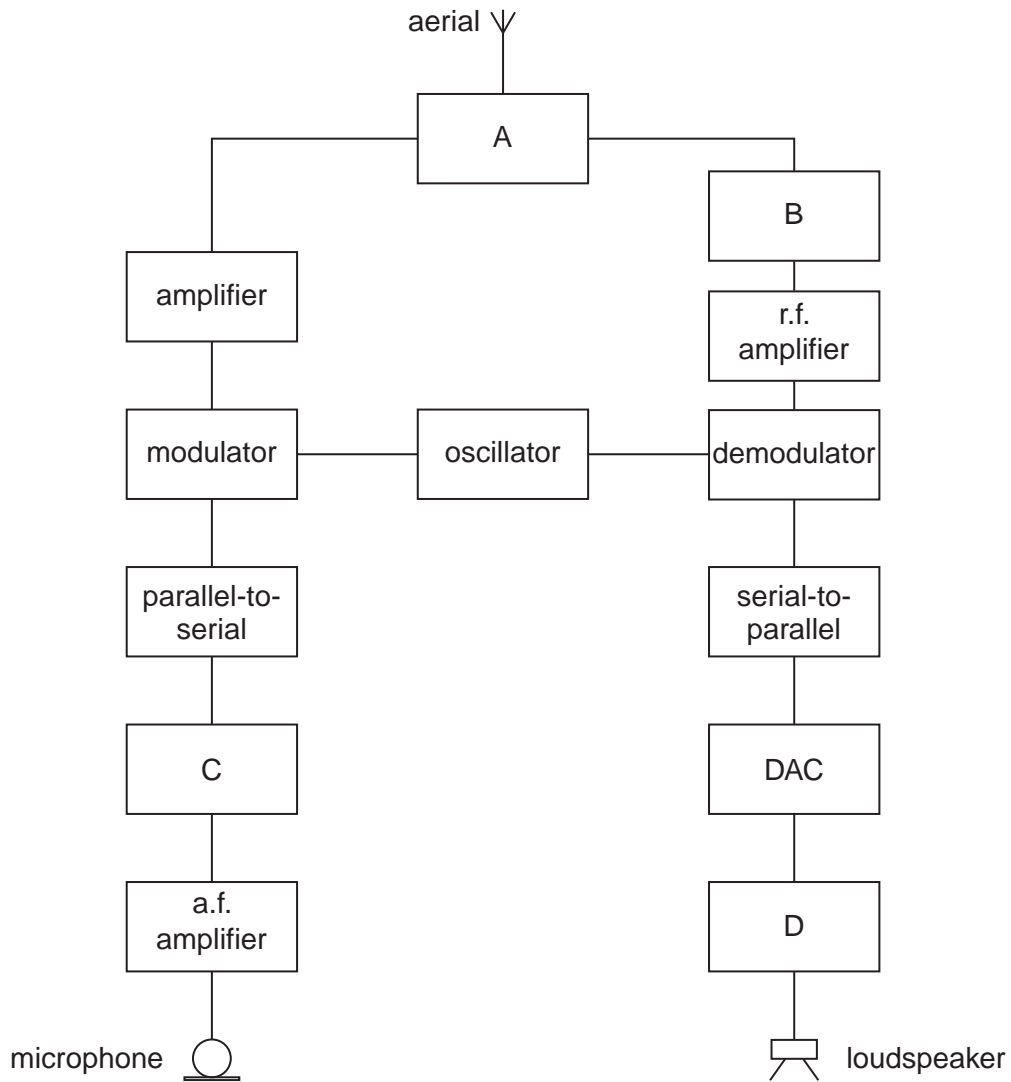 aerial
A
B
amplifier
r.f.
amplifier
modulator
oscillator
demodulator
parallel-to-
serial
serial-to-
parallel
C
DAC
a.f.
amplifier
D
microphone
loudspeaker